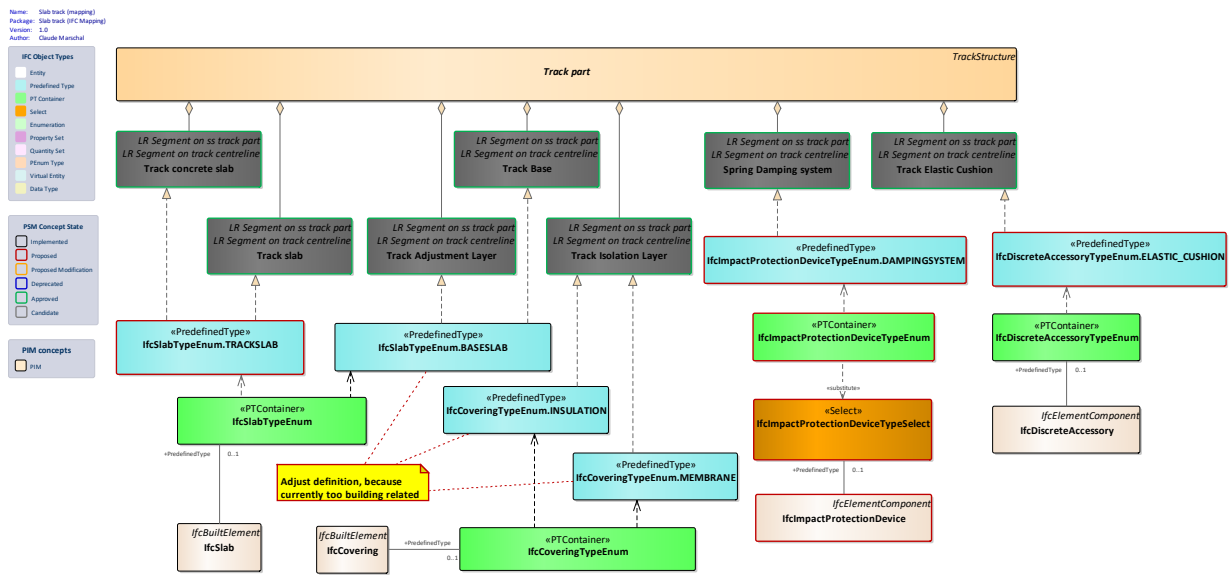 Name: Slab track (mapping)
Package: Slab track (IFC Mapping)
Version: 1.0
Author: Claude Marschal
IFC Object Types
Entity
Predefined Type
PT Container
Select
Enumeration
Property Set
Quantity Set
PEnum Type
Virtual Entity
Data Type
PSM Concept State
Implemented
Proposed
Proposed Modification
Deprecated
Approved
Candidate
PIM concepts
PIM
TrackStructure
Track part
LR Segment on ss track part
LR Segment on track centreline
Track concrete slab
LR Segment on ss track part
LR Segment on track centreline
Track Base
LR Segment on ss track part
LR Segment on track centreline
Spring Damping system
LR Segment on ss track part
LR Segment on track centreline
Track Elastic Cushion
LR Segment on ss track part
LR Segment on track centreline
Track slab
LR Segment on ss track part
LR Segment on track centreline
Track Adjustment Layer
LR Segment on ss track part
LR Segment on track centreline
Track Isolation Layer
«PredefinedType»
IfcImpactProtectionDeviceTypeEnum.DAMPINGSYSTEM
«PredefinedType»
IfcDiscreteAccessoryTypeEnum.ELASTIC_CUSHION
«PredefinedType»
IfcSlabTypeEnum.TRACKSLAB
«PredefinedType»
IfcSlabTypeEnum.BASESLAB
«PTContainer»
IfcImpactProtectionDeviceTypeEnum
«PTContainer»
IfcDiscreteAccessoryTypeEnum
+PredefinedType 0..1
«substitute»
«PredefinedType»
IfcCoveringTypeEnum.INSULATION
«PTContainer»
IfcSlabTypeEnum
+PredefinedType 0..1
«Select»
IfcImpactProtectionDeviceTypeSelect
+PredefinedType 0..1
IfcElementComponent
IfcDiscreteAccessory
Adjust definition, because
currently too building related
«PredefinedType»
IfcCoveringTypeEnum.MEMBRANE
IfcElementComponent
IfcImpactProtectionDevice
IfcBuiltElement
IfcSlab
IfcBuiltElement
IfcCovering
+PredefinedType
0..1
«PTContainer»
IfcCoveringTypeEnum